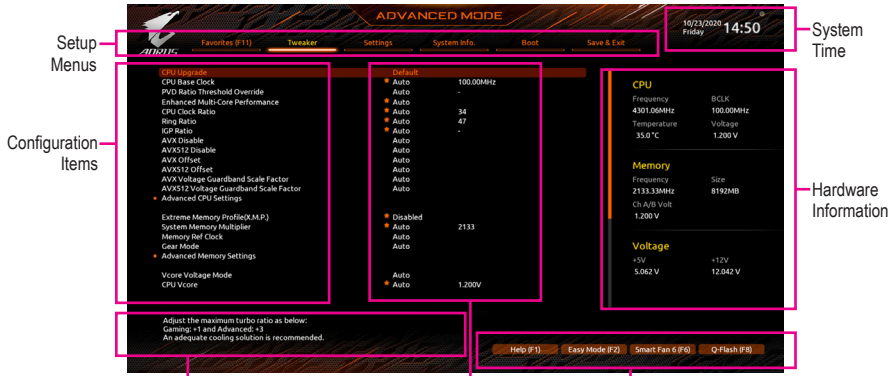 ADVANCED MODE
10/23/2020 14:50
Friday
System
Time
AORUS
Setup
Menus
Favorites (F11) Tweaker Settings System Info. Boot Save & Exit
Configuration
Items
CPU Upgrade Default
CPU Base Clock Auto 100.00MHz
PVD Ratio Threshold Override Auto -
Enhanced Multi-Core Performance Auto
CPU Clock Ratio Auto 34
Ring Ratio Auto 47
IGP Ratio Auto -
AVX Disable Auto
AVX512 Disable Auto
AVX Offset Auto
AVX512 Offset Auto
AVX Voltage Guardband Scale Factor Auto
AVX512 Voltage Guardband Scale Factor Auto
Advanced CPU Settings
Extreme Memory Profile(X.M.P.) Disabled
System Memory Multiplier Auto 2133
Memory Ref Clock Auto
Gear Mode Auto
Advanced Memory Settings
Vcore Voltage Mode Auto
CPU Vcore Auto 1.200V
CPU
Frequency BCLK
4301.06MHz 100.00MHz
Temperature Voltage
35.0 °C 1.200 V
Memory
Frequency Size
2133.33MHz 8192MB
Ch A/B Volt
1.200 V
Voltage
+5V +12V
5.062 V 12.042 V
Hardware
Information
Adjust the maximum turbo ratio as below:
Gaming: +1 and Advanced: +3
An adequate cooling solution is recommended.
Help (F1) Easy Mode (F2) Smart Fan 6 (F6) Q-Flash (F8)